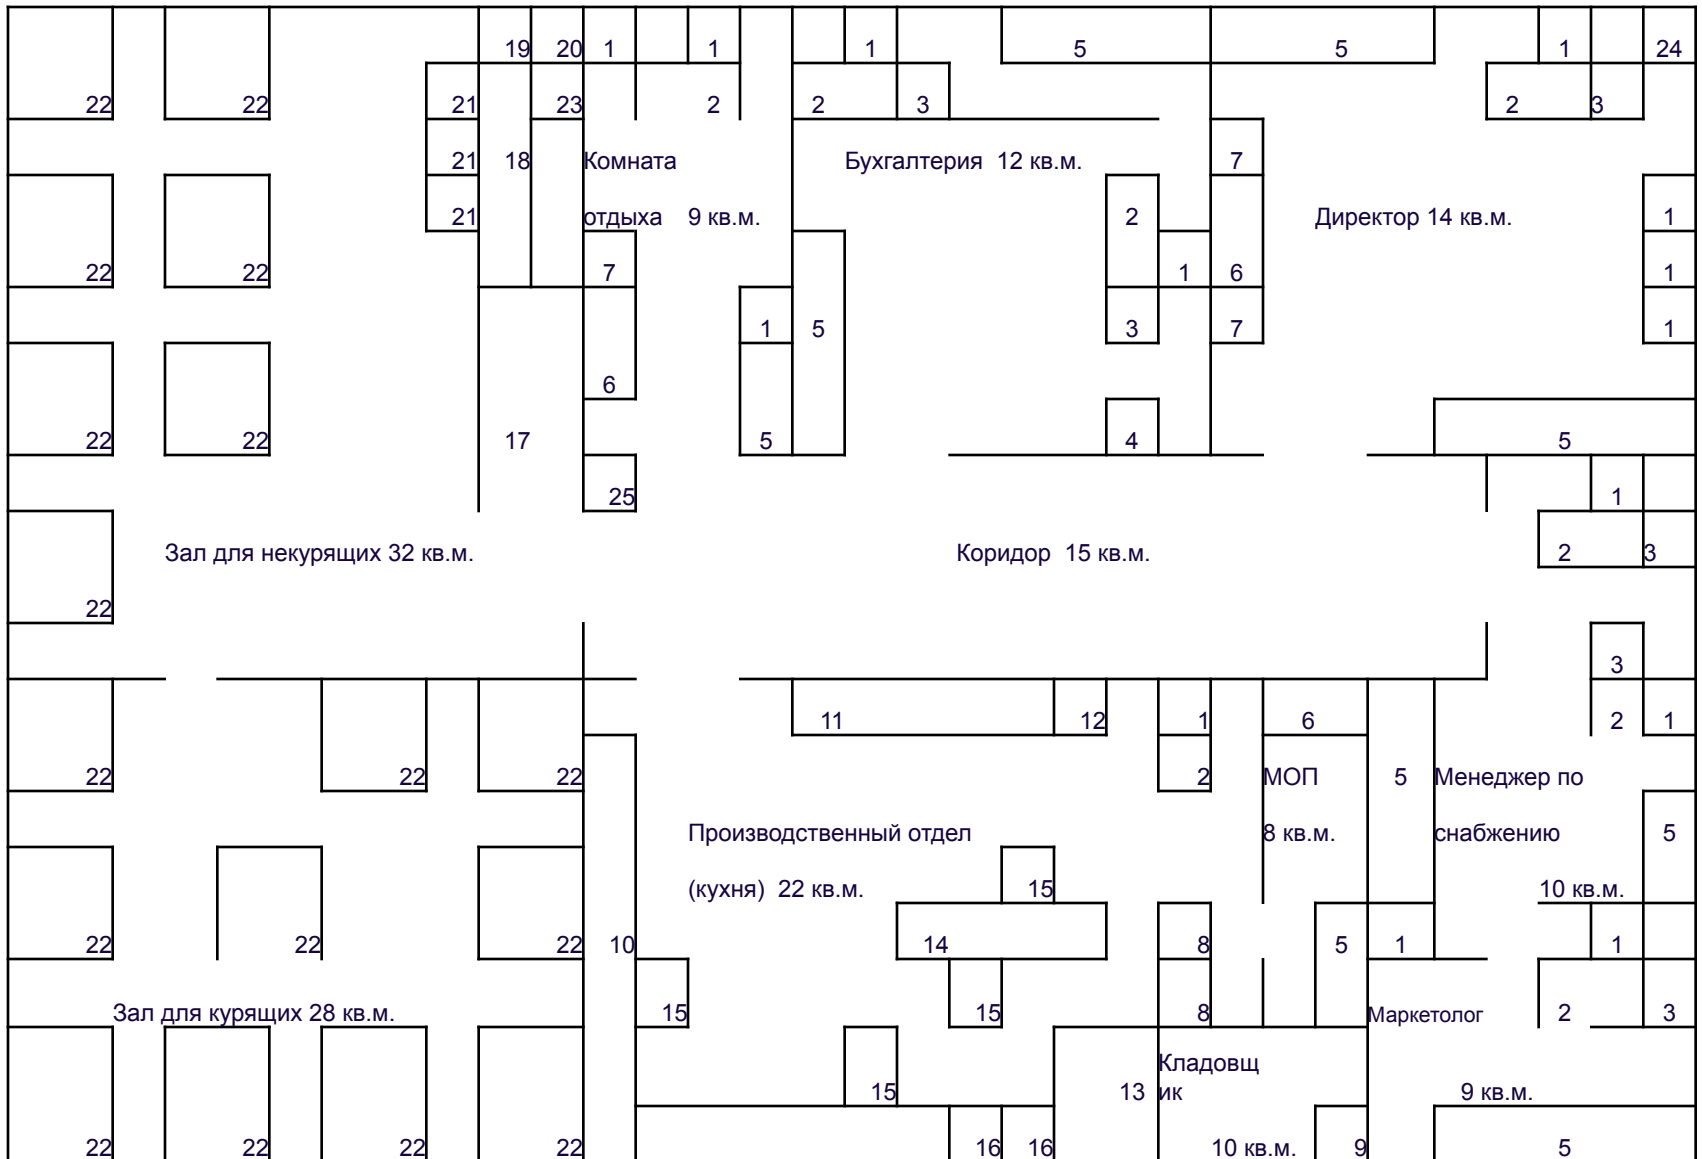 19 20 1 1 1 5 5 1 24
22 22 21 23 2 2 3 2 3
21 18 Комната Бухгалтерия 12 кв.м. 7
21 отдыха 9 кв.м. 2 Директор 14 кв.м. 1
22 22 7 1 6 1
1 5 3 7 1
6
22 22 17 5 4 5
25 1
Зал для некурящих 32 кв.м. Коридор 15 кв.м. 2 3
22
3
11 12 1 6 2 1
22 22 22 2 МОП 5 Менеджер по
Производственный отдел 8 кв.м. снабжению 5
(кухня) 22 кв.м. 15 10 кв.м.
22 22 22 10 14 8 5 1 1
Зал для курящих 28 кв.м. 15 15 8 Маркетолог 2 3
Кладовщ
15 13 ик 9 кв.м.
22 22 22 22 16 16 10 кв.м. 9 5